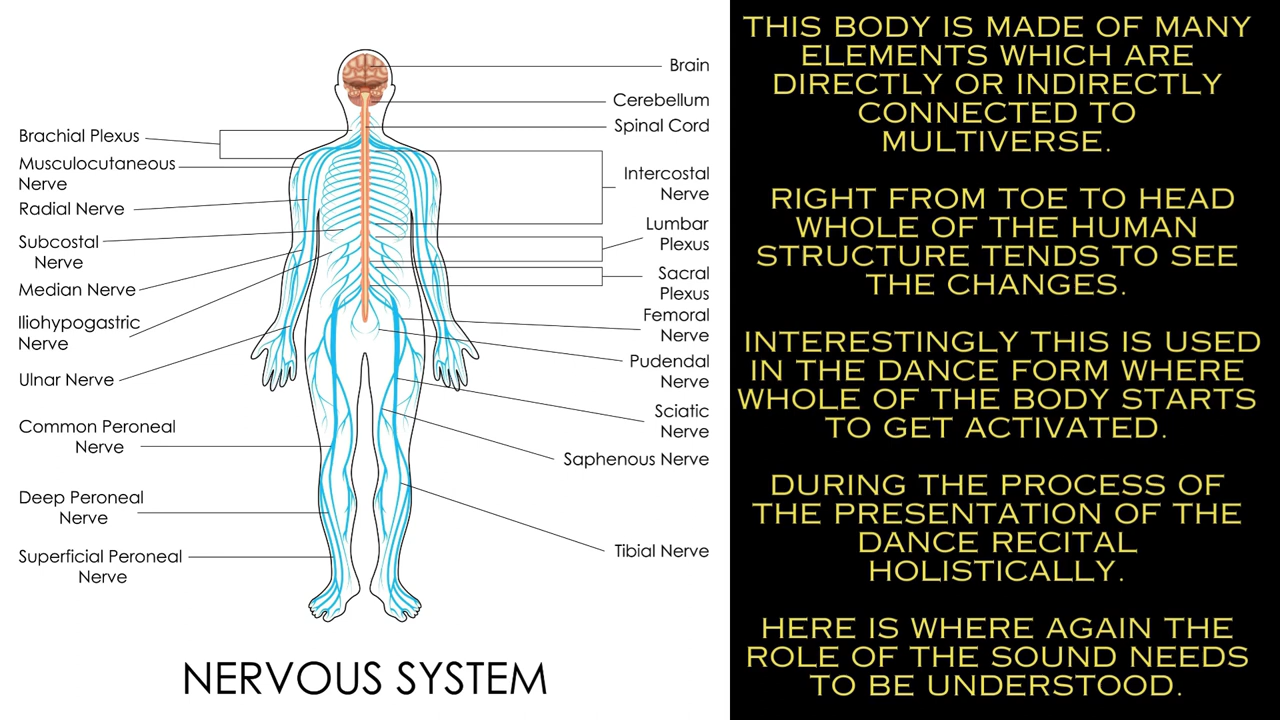 Brain
Cerebellum
Spinal Cord
Brachial Plexus
Musculocutaneous
Nerve
Radial Nerve
Subcostal
Nerve
Median Nerve
Iliohypogastric
Nerve
Ulnar Nerve
Common Peroneal
Nerve
Deep Peroneal
Nerve
Superficial Peroneal
Nerve
Intercostal
Nerve
Lumbar
Plexus
Sacral
Plexus
Femoral
Nerve
Pudendal
Nerve
Sciatic
Nerve
Saphenous Nerve
Tibial Nerve
NERVOUS SYSTEM
THIS BODY IS MADE OF MANY
ELEMENTS WHICH ARE
DIRECTLY OR INDIRECTLY
CONNECTED TO
MULTIVERSE.
RIGHT FROM TOE TO HEAD
WHOLE OF THE HUMAN
STRUCTURE TENDS TO SEE
THE CHANGES.
INTERESTINGLY THIS IS USED
IN THE DANCE FORM WHERE
WHOLE OF THE BODY STARTS
TO GET ACTIVATED.
DURING THE PROCESS OF
THE PRESENTATION OF THE
DANCE RECITAL
HOLISTICALLY.
HERE IS WHERE AGAIN THE
ROLE OF THE SOUND NEEDS
TO BE UNDERSTOOD.